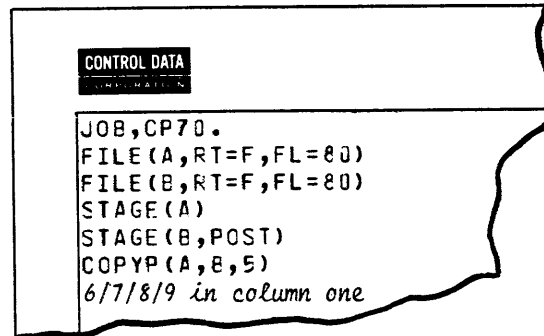 CONTROL DATA
CORPORATION
JOB,CP70.
FILE(A,RT=F,FL=80)
FILE(B,RT=F,FL=80)
STAGE(A)
STAGE(B,POST)
COPYP(A,B,5)
6/7/8/9 in column one